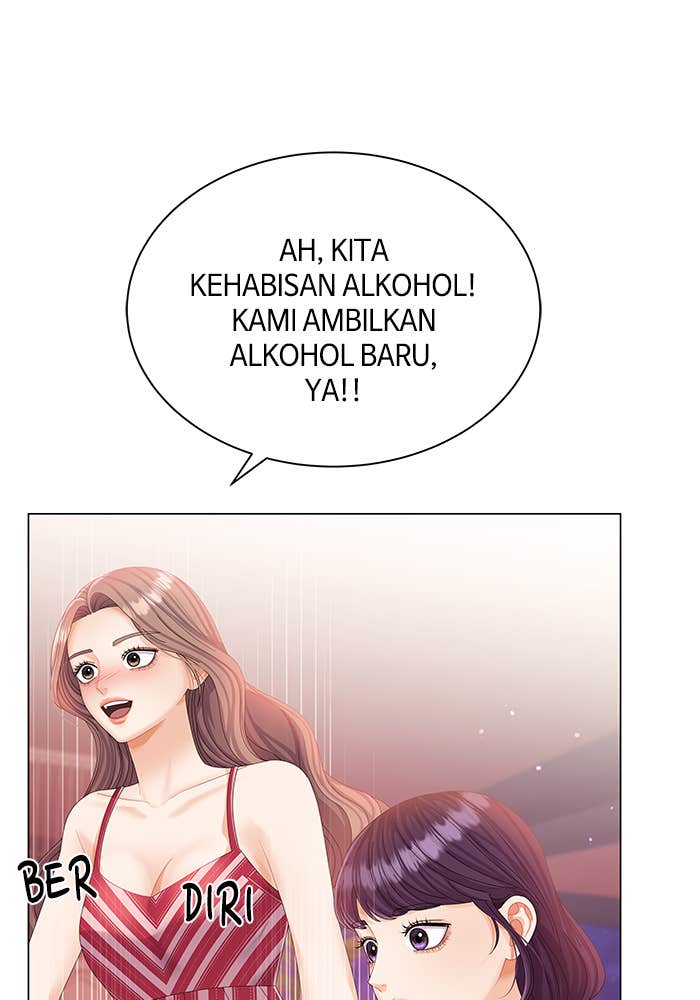 AH, KITA
KEHABISAN ALKOHOL!
KAMI AMBILKAN
ALKOHOL BARU,
YA!!
BER
DIRI